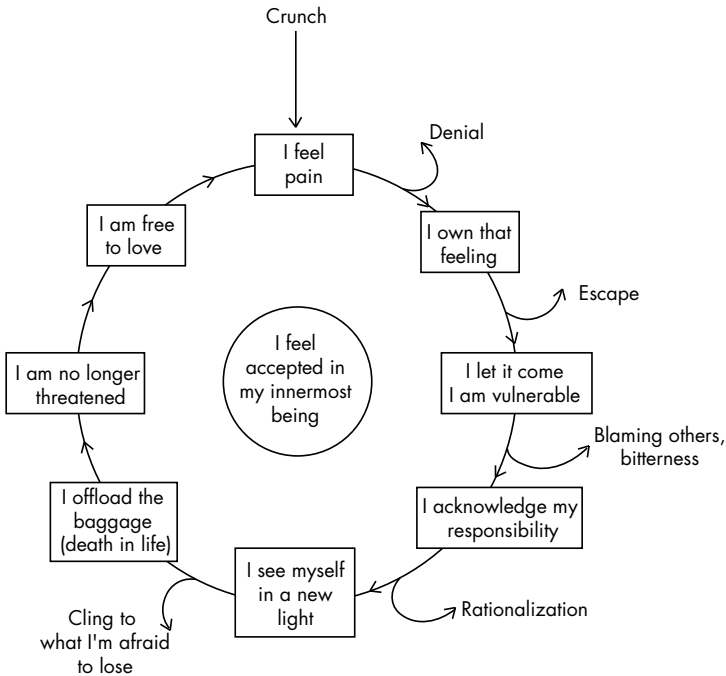 Crunch
I feel
pain
Denial
I own that
feeling
Escape
I let it come
I am vulnerable
Blaming others,
bitterness
I acknowledge my
responsibility
Rationalization
I see myself
in a new
light
Cling to
what I'm afraid
to lose
I offload the
baggage
(death in life)
I am no longer
threatened
I am free
to love
I feel
accepted in
my innermost
being